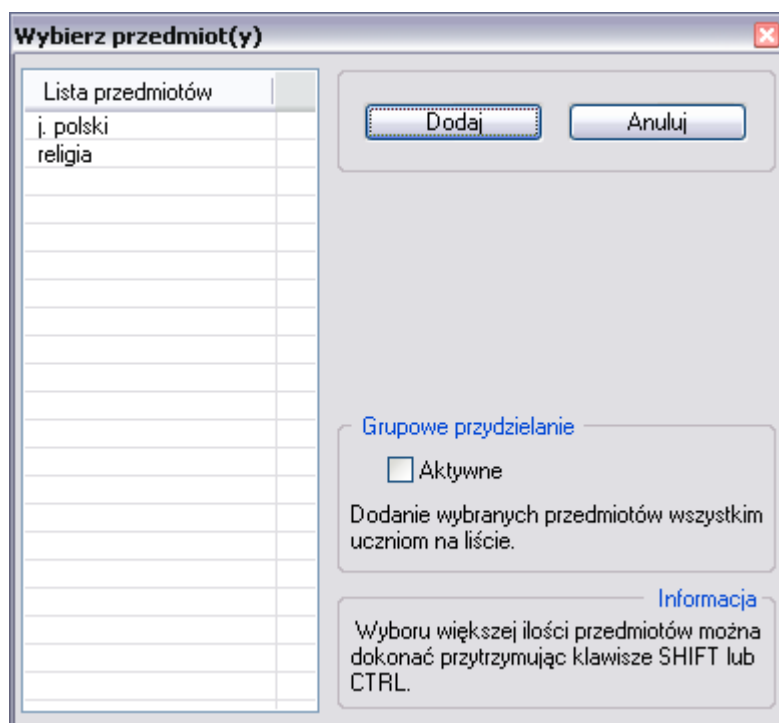 Wybierz przedmiot(y)
Lista przedmiotów
j. polski
religia
Dodaj
Anuluj
Grupowe przydzielanie
Aktywne
Dodanie wybranych przedmiotów wszystkim
uczniom na liście.
Informacja
Wyboru większej ilości przedmiotów można
dokonać przytrzymując klawisze SHIFT lub
CTRL.